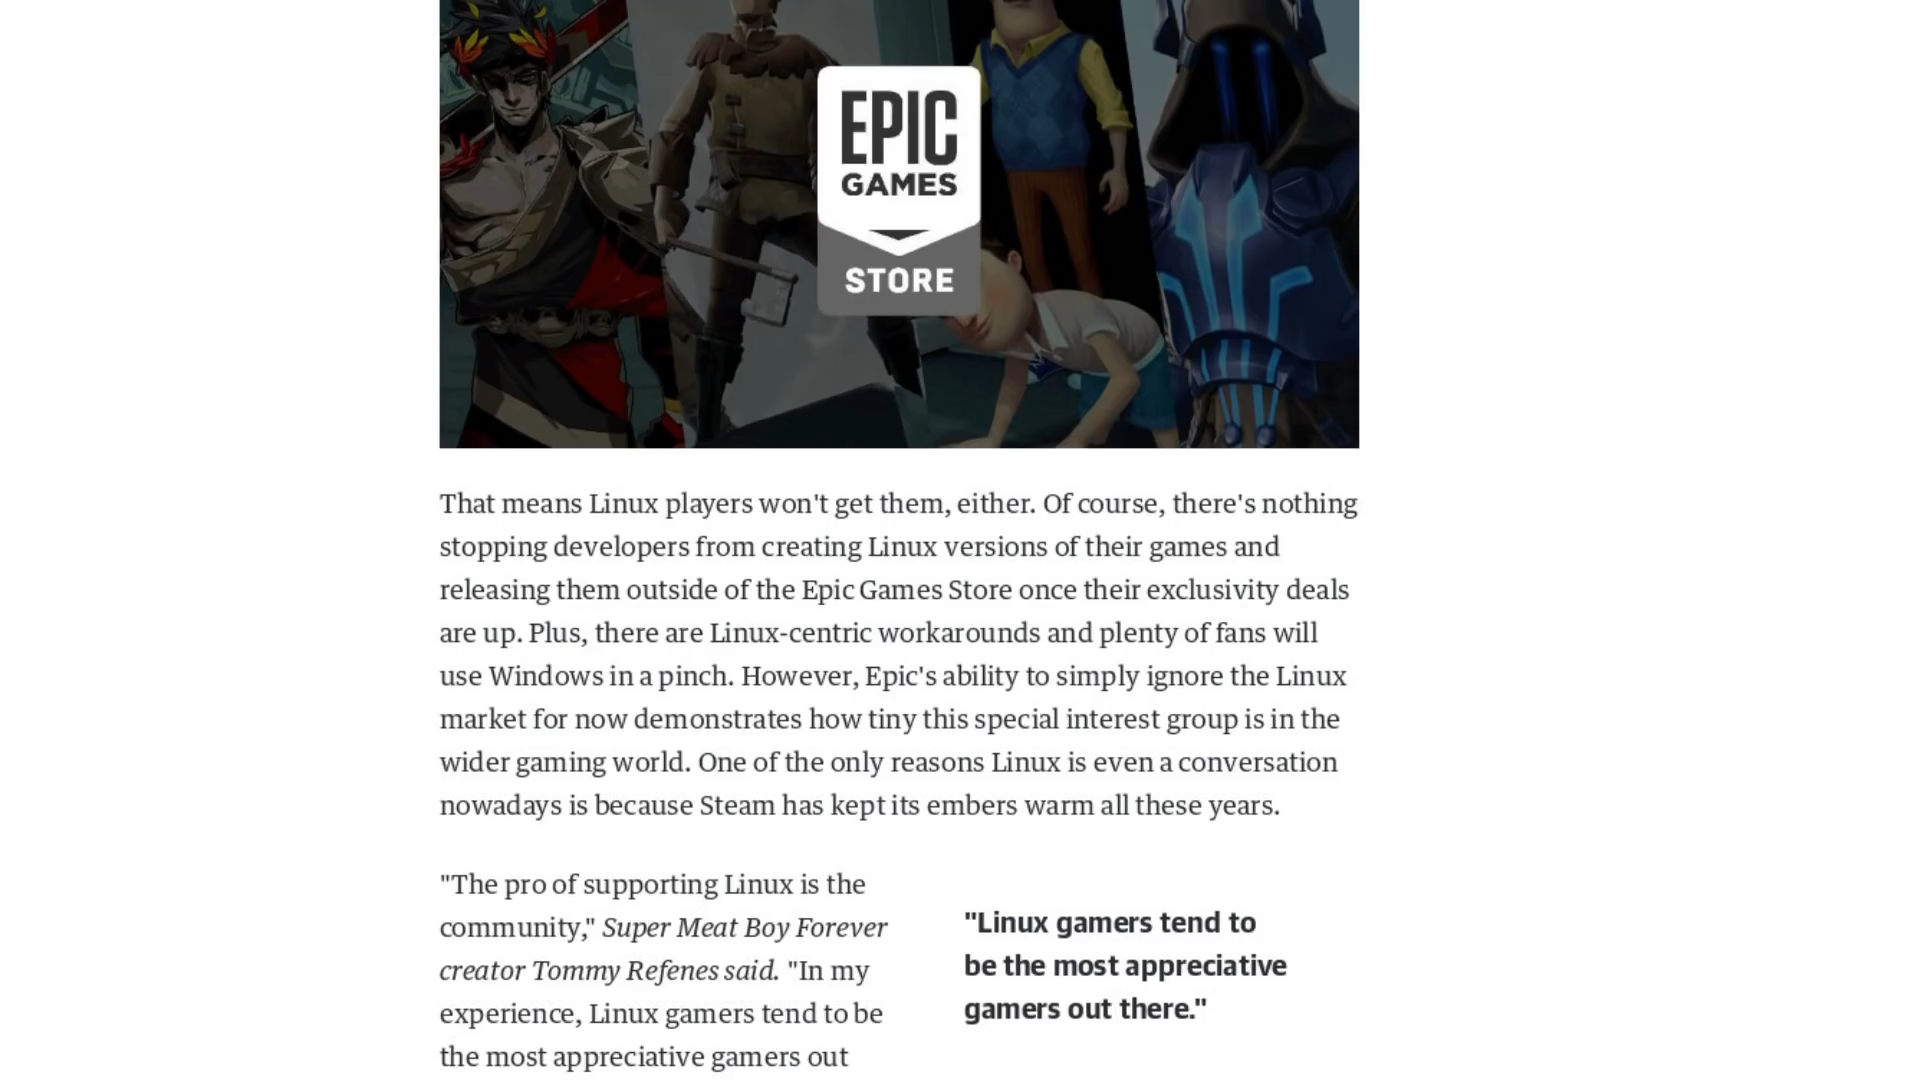 EPIC
GAMES
STORE
That means Linux players won't get them, either. Of course, there's nothing
stopping developers from creating Linux versions of their games and
releasing them outside of the Epic Games Store once their exclusivity deals
are up. Plus, there are Linux-centric workarounds and plenty of fans will
use Windows in a pinch. However, Epic's ability to simply ignore the Linux
market for now demonstrates how tiny this special interest group is in the
wider gaming world. One of the only reasons Linux is even a conversation
nowadays is because Steam has kept its embers warm all these years.
"The pro of supporting Linux is the
community," Super Meat Boy Forever
creator Tommy Refenes said. "In my
experience, Linux gamers tend to be
the most appreciative gamers out
"Linux gamers tend to
be the most appreciative
gamers out there."